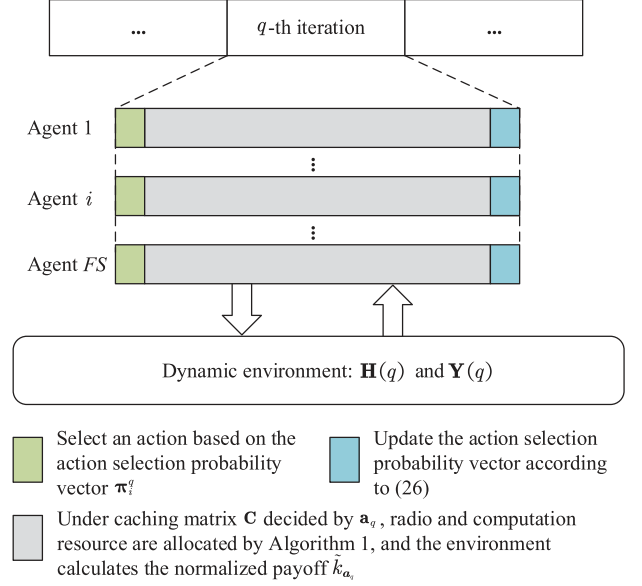 ... q-th iteration ...
Agent 1
⋮
Agent i
⋮
Agent FS
Dynamic environment: H(q) and Y(q)
Select an action based on the
action selection probability
vector π_i^q
Update the action selection
probability vector according
to (26)
Under caching matrix C decided by a_q , radio and computation
resource are allocated by Algorithm 1, and the environment
calculates the normalized payoff k̃_{a_q}